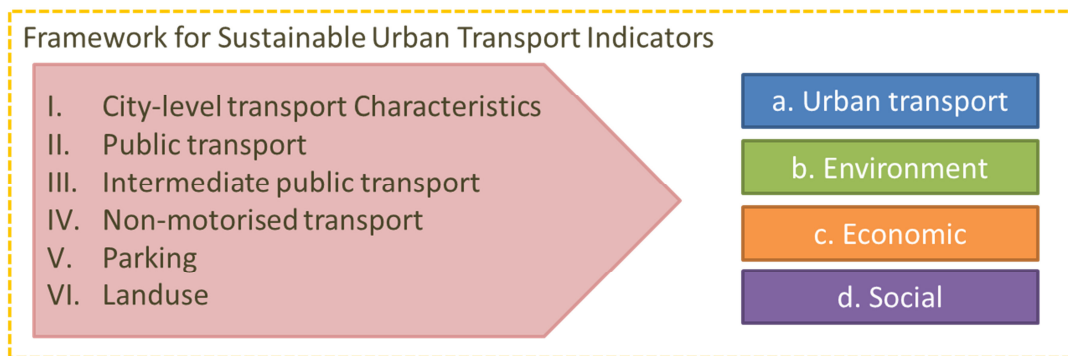 Framework for Sustainable Urban Transport Indicators
I. City-level transport Characteristics
II. Public transport
III. Intermediate public transport
IV. Non-motorised transport
V. Parking
VI. Landuse
a. Urban transport
b. Environment
c. Economic
d. Social